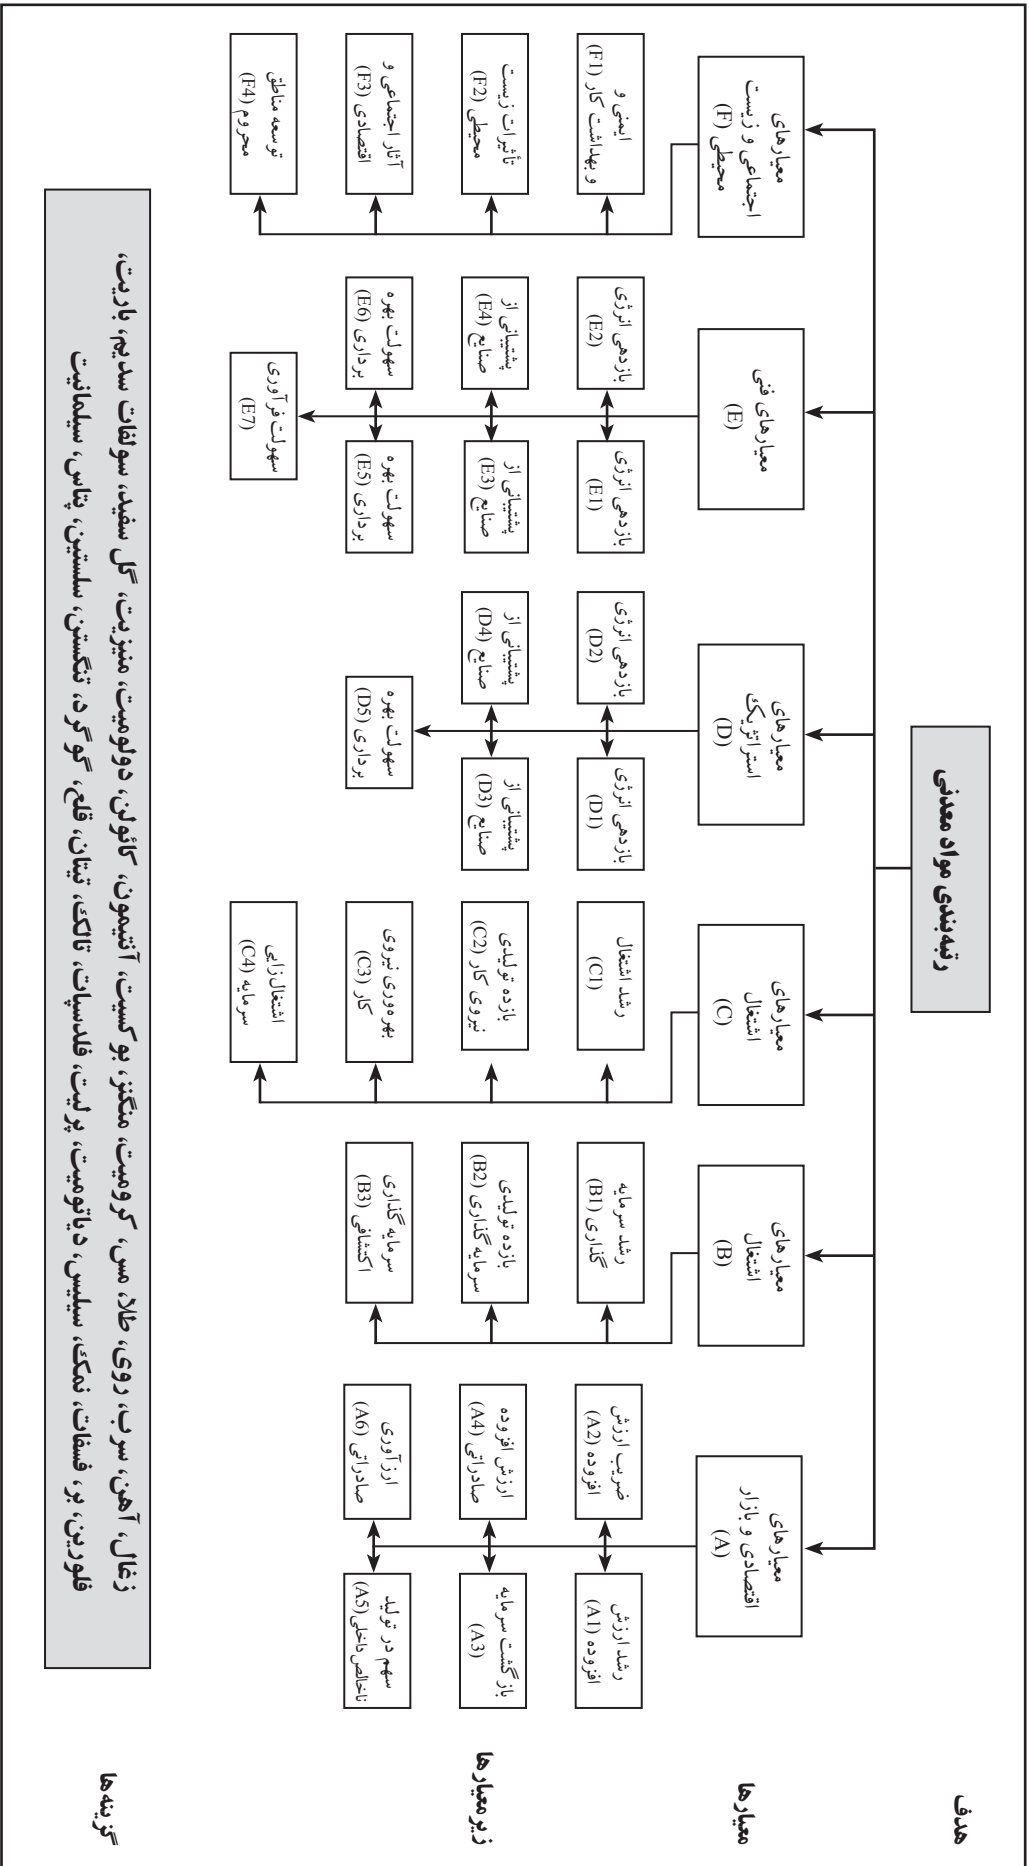 هدف
رتبه‌بندی مواد معدنی
معیارها
معیارهای
اقتصادی و بازار
(A)
معیارهای
اشتغال
(B)
معیارهای
اشتغال
(C)
معیارهای
استراتژیک
(D)
معیارهای فنی
(E)
معیارهای
اجتماعی و زیست
محیطی (F)
زیرمعیارها
رشد ارزش
افزوده (A1)
ضریب ارزش
افزوده (A2)
بازگشت سرمایه
(A3)
ارزش افزوده
صادراتی (A4)
سهم در تولید
ناخالص داخلی (A5)
ارزآوری
صادراتی (A6)
رشد سرمایه
گذاری (B1)
بازده تولیدی
سرمایه گذاری (B2)
سرمایه گذاری
اکتشافی (B3)
رشد اشتغال
(C1)
بازده تولیدی
نیروی کار (C2)
بهره‌وری نیروی
کار (C3)
اشتغال‌زایی
سرمایه (C4)
بازدهی انرژی
(D1)
بازدهی انرژی
(D2)
پشتیبانی از
صنایع (D3)
پشتیبانی از
صنایع (D4)
سهولت بهره
برداری (D5)
بازدهی انرژی
(E1)
بازدهی انرژی
(E2)
پشتیبانی از
صنایع (E3)
پشتیبانی از
صنایع (E4)
سهولت بهره
برداری (E5)
سهولت بهره
برداری (E6)
سهولت فرآوری
(E7)
ایمنی و
و بهداشت کار (F1)
تأثیرات زیست
محیطی (F2)
آثار اجتماعی و
اقتصادی (F3)
توسعه مناطق
محروم (F4)
گزینه‌ها
زغال، آهن، سرب، روی، طلا، مس، کرومیت، منگنز، بوکسیت، آنتیمون، کائولن، دولومیت، منیزیت، گل سفید، سولفات سدیم، باریت،
فلورین، بر، فسفات، نمک، سیلیس، دیاتومیت، پرلیت، فلدسپات، تالک، تیتان، قلع، گوگرد، تنگستن، سلستین، پتاس، سیلمانیت